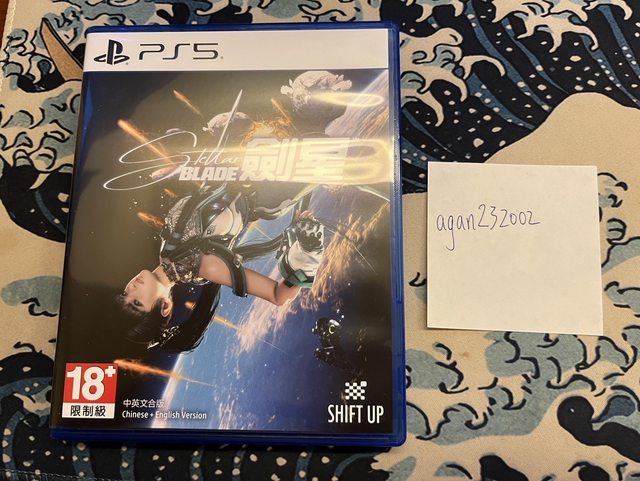 PS5
Stellar
BLADE 劍星
agan232002
18+
限制級
中英文合版
Chinese + English Version
SHIFT UP